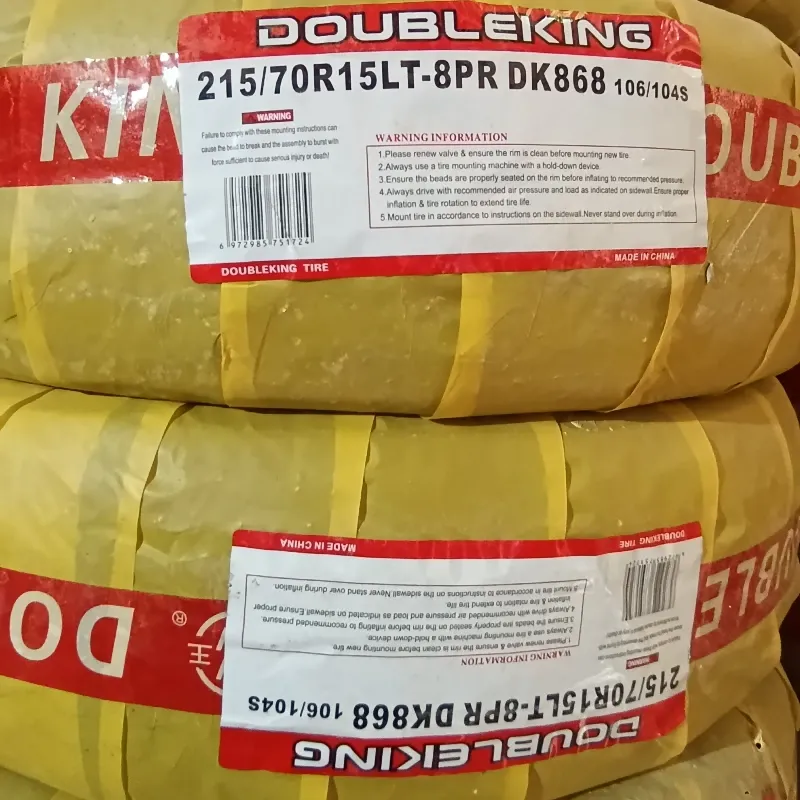 DOUBLEKING
215/70R15LT-8PR DK868 106/104S
WARNING
Failure to comply with these mounting instructions can
cause the bead to break and the assembly to burst with
force sufficient to cause serious injury or death!
WARNING INFORMATION
1.Please renew valve & ensure the rim is clean before mounting new tire
2.Always use a tire mounting machine with a hold-down device
3.Ensure the beads are properly seated on the rim before inflating to recommended pressure.
4.Always drive with recommended air pressure and load as indicated on sidewall.Ensure proper
inflation & tire rotation to extend tire life.
5 Mount tire in accordance to instructions on the sidewall.Never stand over during inflation.
6 972985 751724
DOUBLEKING TIRE
MADE IN CHINA
KIN
OUB
DOUBLEKING
215/70R15LT-8PR DK868 106/104S
WARNING
WARNING INFORMATION
1.Please renew valve & ensure the rim is clean before mounting new tire
2.Always use a tire mounting machine with a hold-down device.
3.Ensure the beads are properly seated on the rim before inflating to recommended pressure.
4.Always drive with recommended air pressure and load as indicated on sidewall.Ensure proper
inflation & tire rotation to extend tire life.
5.Mount tire in accordance to instructions on the sidewall.Never stand over during inflation.
DOUBLEKING TIRE
MADE IN CHINA
DO
®
王
UBLE